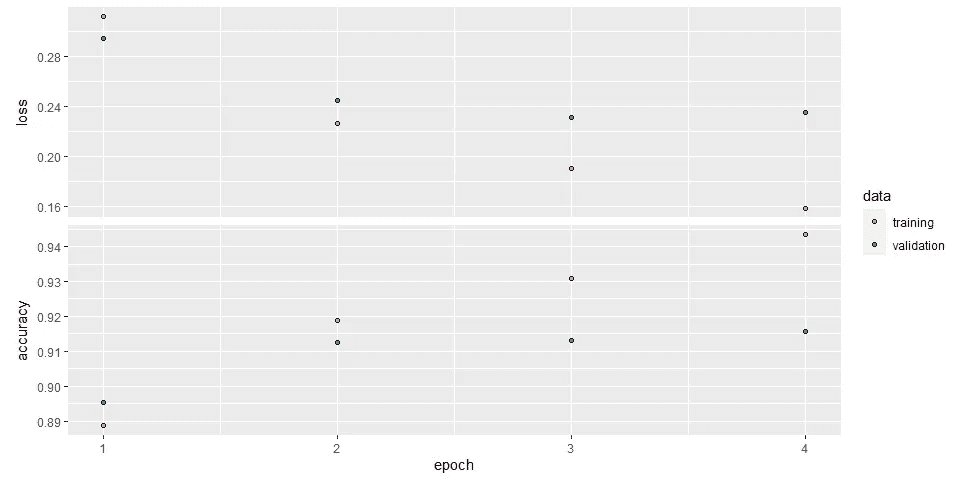 loss
0.28
0.24
0.20
0.16
accuracy
0.94
0.93
0.92
0.91
0.90
0.89
1 2 3 4
epoch
data
training
validation